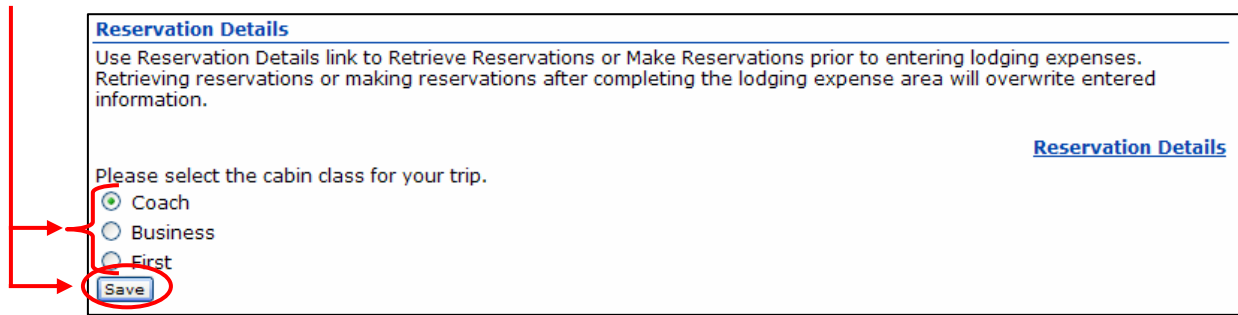 Reservation Details
Use Reservation Details link to Retrieve Reservations or Make Reservations prior to entering lodging expenses.
Retrieving reservations or making reservations after completing the lodging expense area will overwrite entered
information.
Reservation Details
Please select the cabin class for your trip.
Coach
Business
First
Save